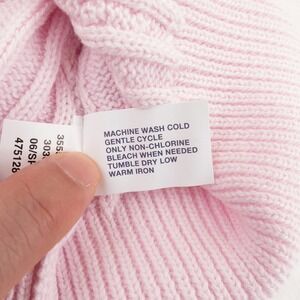 MACHINE WASH COLD
GENTLE CYCLE
ONLY NON-CHLORINE
BLEACH WHEN NEEDED
TUMBLE DRY LOW
WARM IRON